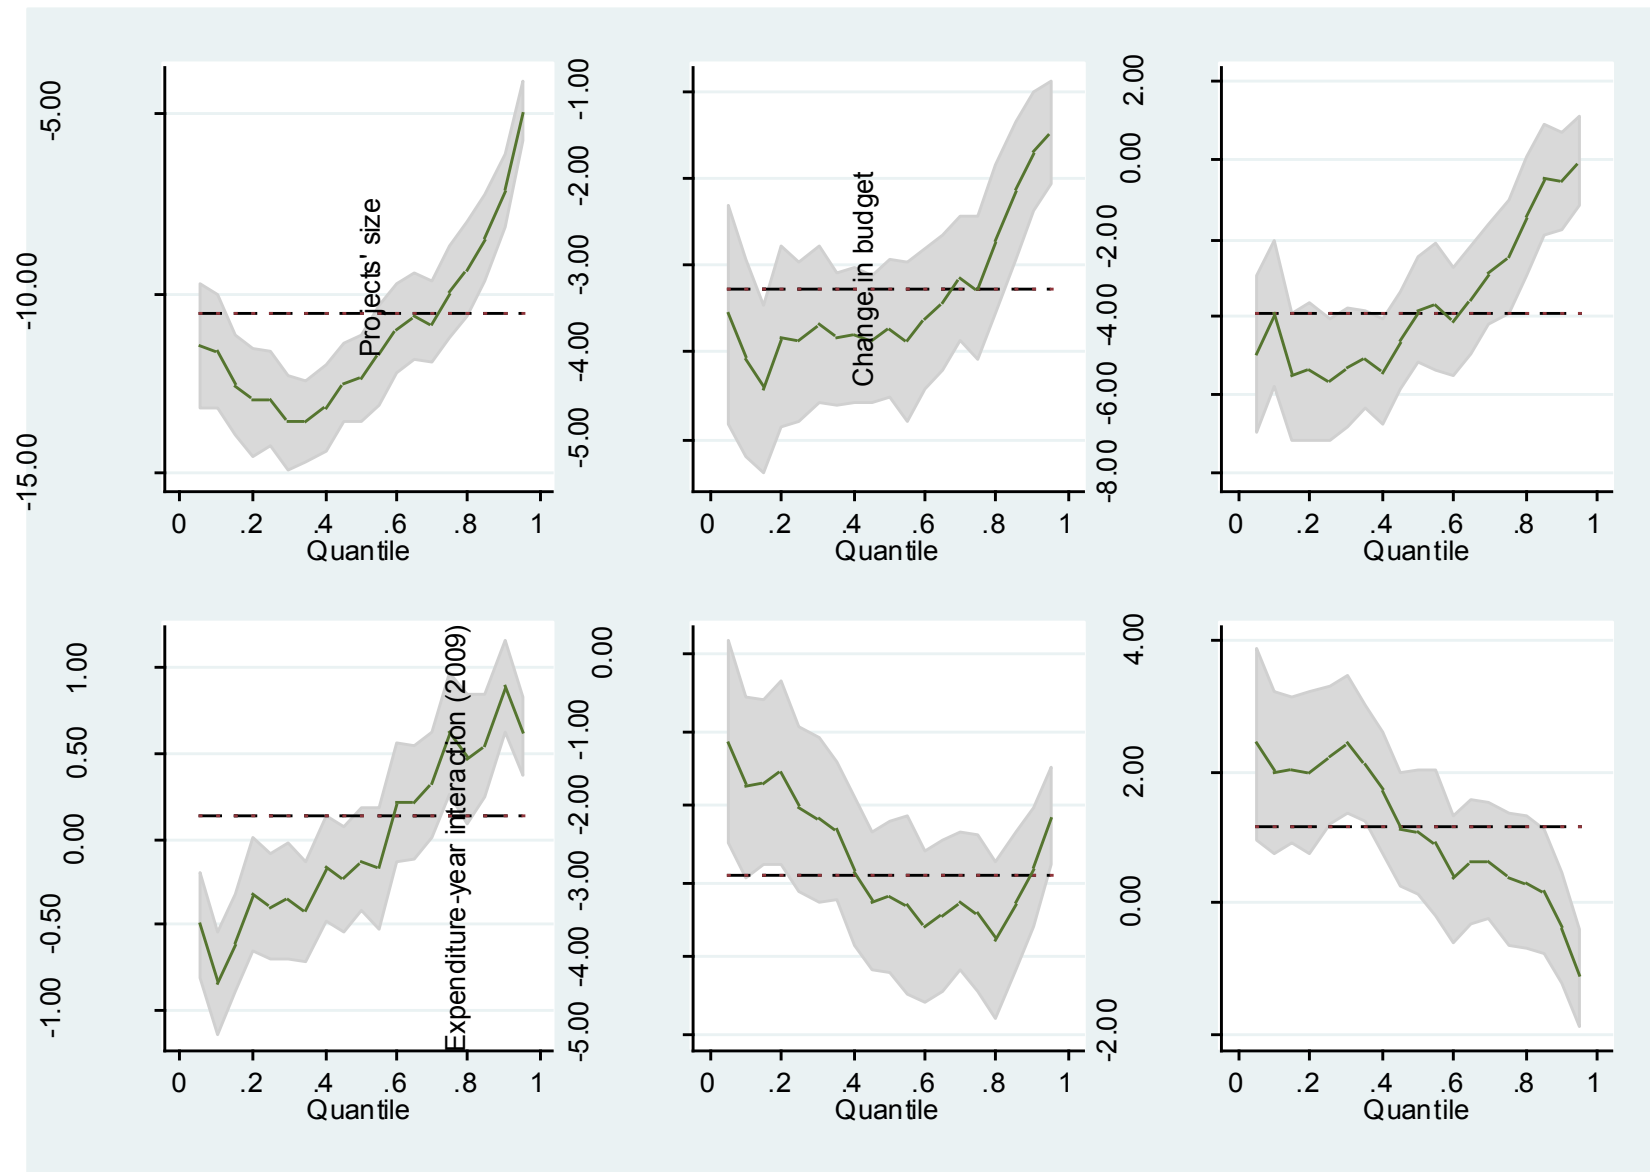 -5.00
-10.00
-15.00
0 .2 .4 .6 .8 1
Quantile
Projects' size
-1.00
-2.00
-3.00
-4.00
-5.00
0 .2 .4 .6 .8 1
Quantile
Change in budget
2.00
0.00
-2.00
-4.00
-6.00
-8.00
0 .2 .4 .6 .8 1
Quantile
1.00
0.50
0.00
-0.50
-1.00
0 .2 .4 .6 .8 1
Quantile
Expenditure-year interaction (2009)
0.00
-1.00
-2.00
-3.00
-4.00
-5.00
0 .2 .4 .6 .8 1
Quantile
4.00
2.00
0.00
-2.00
0 .2 .4 .6 .8 1
Quantile